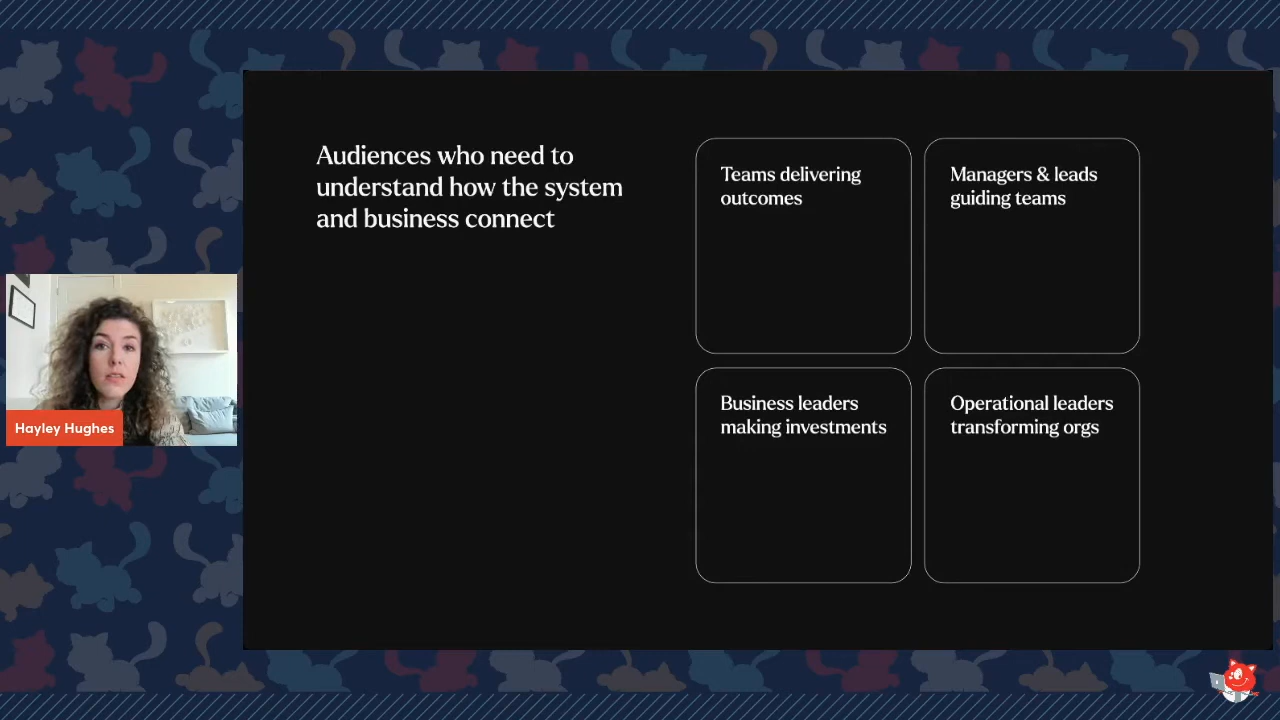 Audiences who need to
understand how the system
and business connect
Teams delivering
outcomes
Managers & leads
guiding teams
Business leaders
making investments
Operational leaders
transforming orgs
Hayley Hughes